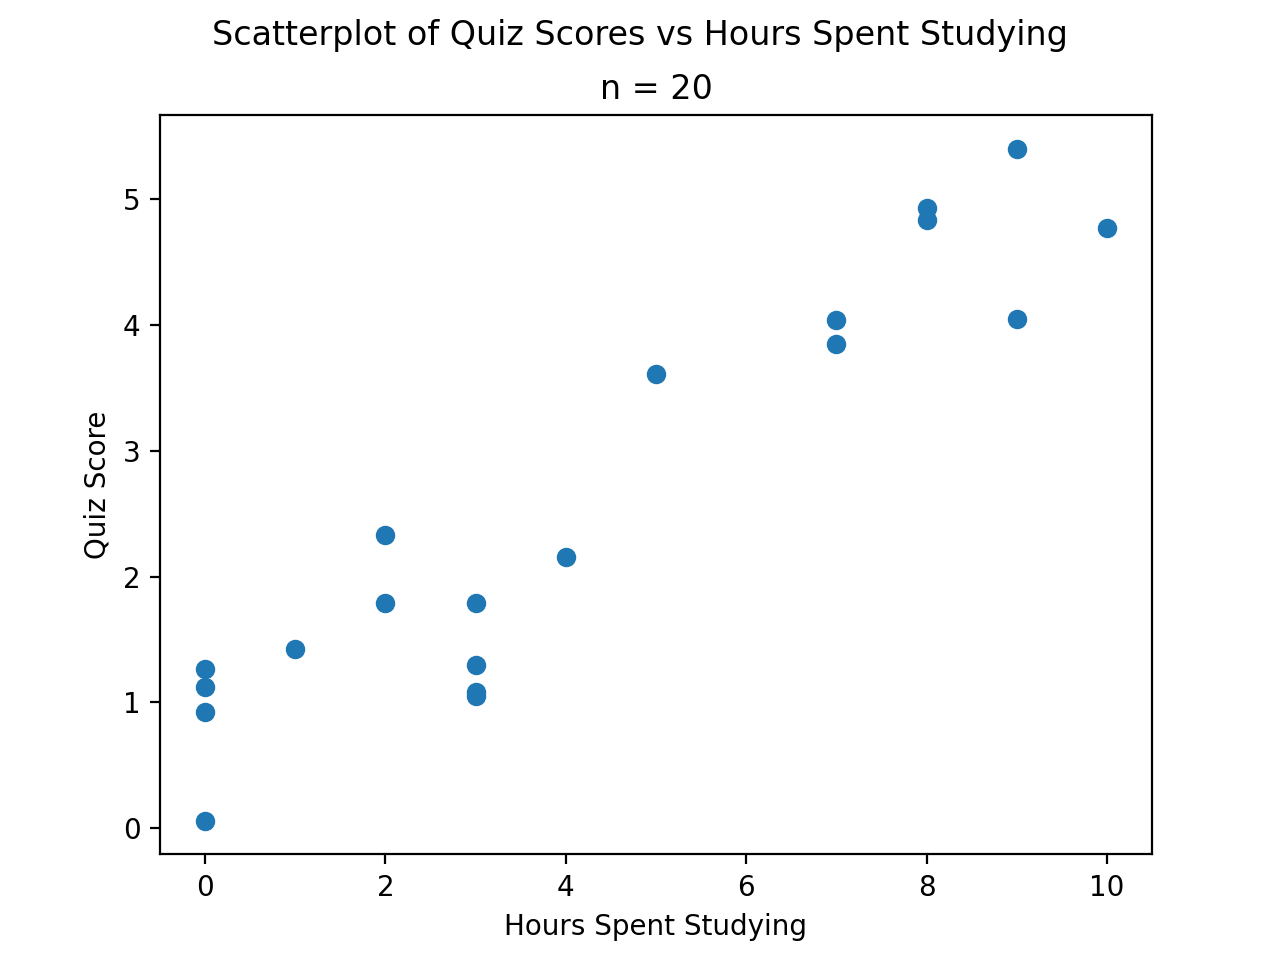 Scatterplot of Quiz Scores vs Hours Spent Studying
n = 20
Quiz Score
5
4
3
2
1
0
0 2 4 6 8 10
Hours Spent Studying